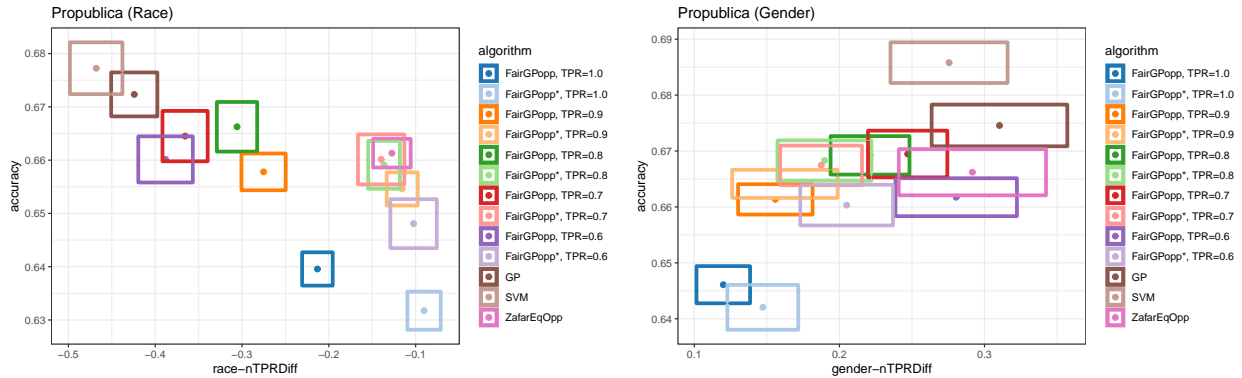 Propublica (Race)
0.68
0.67
0.66
0.65
0.64
0.63
accuracy
−0.5
−0.4
−0.3
−0.2
−0.1
race−nTPRDiff
algorithm
FairGPopp, TPR=1.0
FairGPopp*, TPR=1.0
FairGPopp, TPR=0.9
FairGPopp*, TPR=0.9
FairGPopp, TPR=0.8
FairGPopp*, TPR=0.8
FairGPopp, TPR=0.7
FairGPopp*, TPR=0.7
FairGPopp, TPR=0.6
FairGPopp*, TPR=0.6
GP
SVM
ZafarEqOpp
Propublica (Gender)
0.69
0.68
0.67
0.66
0.65
0.64
accuracy
0.1
0.2
0.3
gender−nTPRDiff
algorithm
FairGPopp, TPR=1.0
FairGPopp*, TPR=1.0
FairGPopp, TPR=0.9
FairGPopp*, TPR=0.9
FairGPopp, TPR=0.8
FairGPopp*, TPR=0.8
FairGPopp, TPR=0.7
FairGPopp*, TPR=0.7
FairGPopp, TPR=0.6
FairGPopp*, TPR=0.6
GP
SVM
ZafarEqOpp